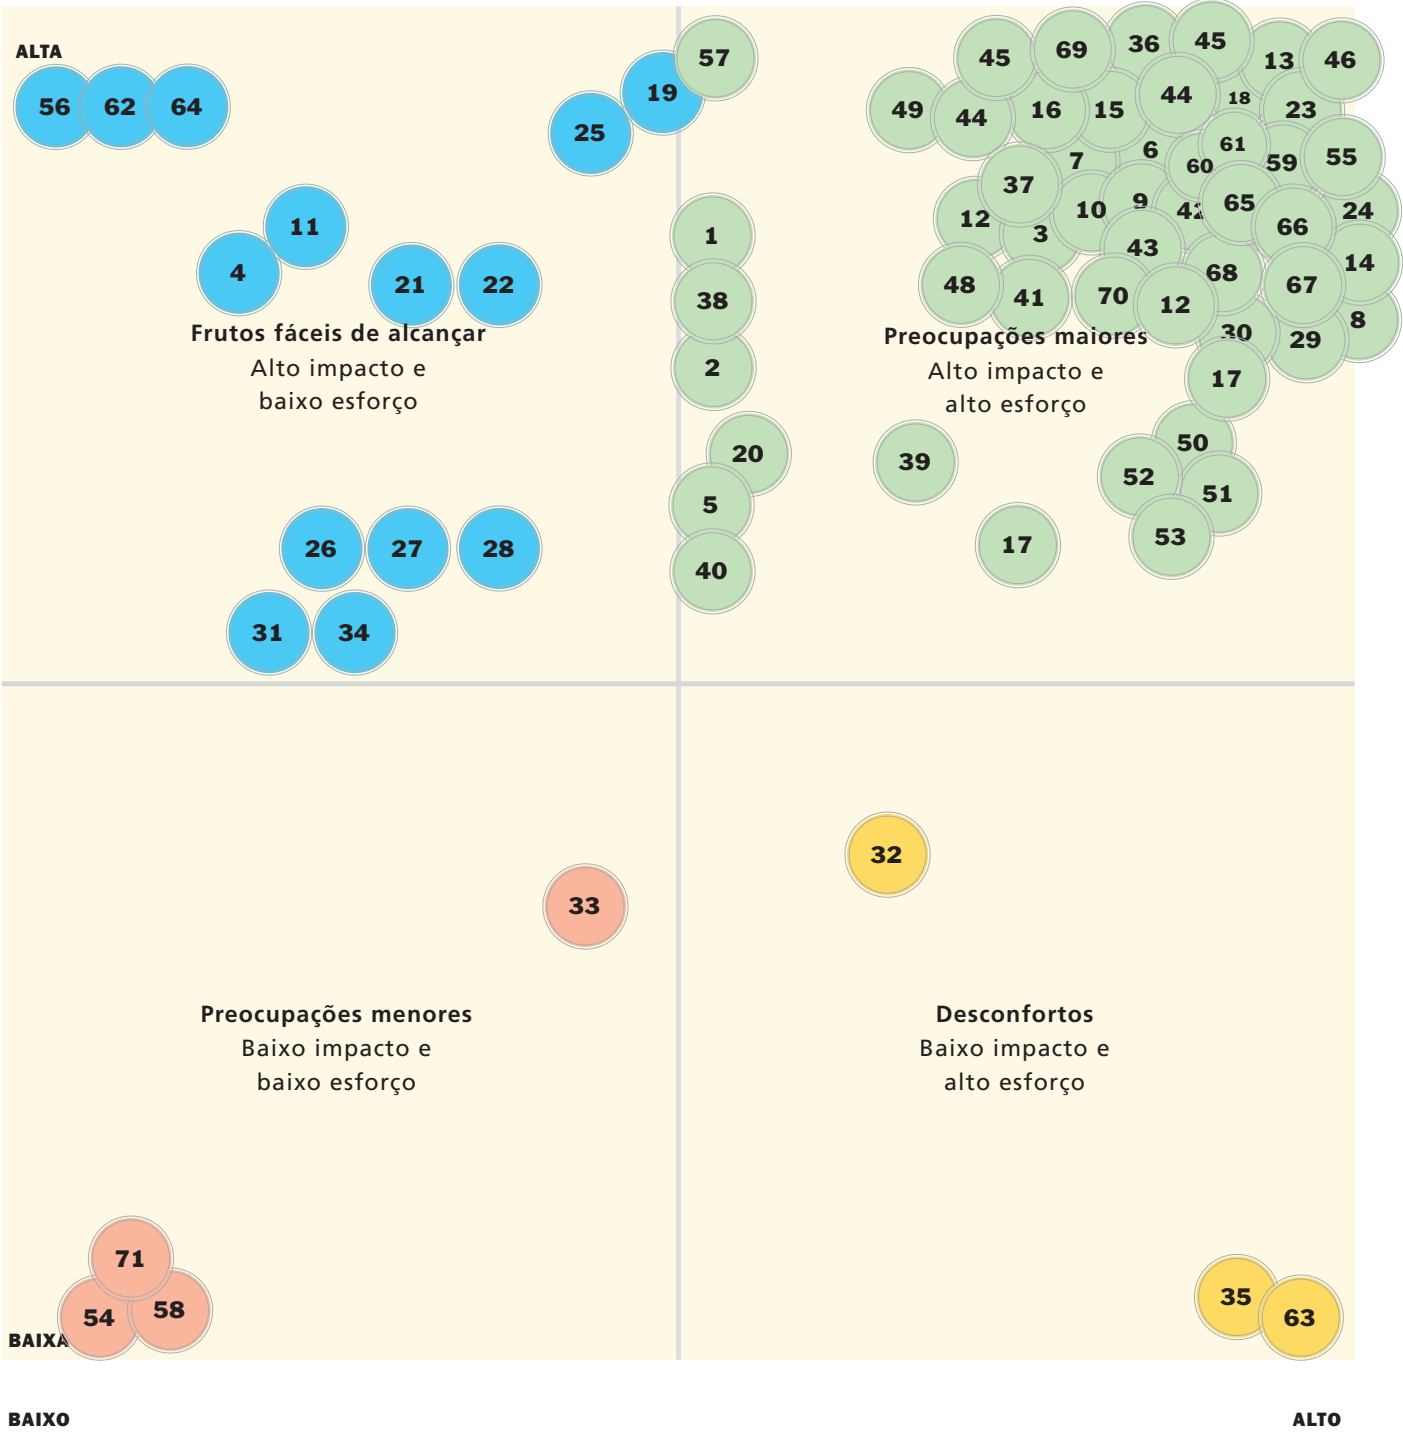 ALTA
56 62 64
25 19 57
45 69 36 45 13 46
49 44 16 15 44 18 23
7 6 60 61 59 55
37
12 3 10 9 42 65 66 24
43
48 41 70 12 68 67 14
30 29 8
17
11
4
21 22
Frutos fáceis de alcançar
Alto impacto e
baixo esforço
1
38
2
20
5
40
Preocupações maiores
Alto impacto e
alto esforço
39
17
50
52 51
53
26 27 28
31 34
33
32
Preocupações menores
Baixo impacto e
baixo esforço
Desconfortos
Baixo impacto e
alto esforço
71
54 58
35
63
BAIXA
BAIXO
ALTO